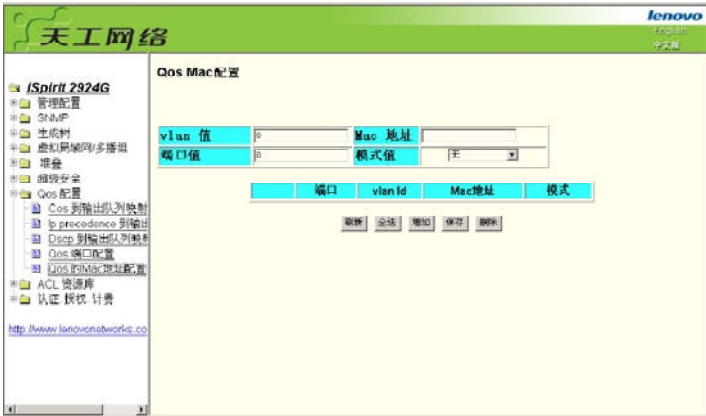 lenovo
天工网络
English
中文版
Qos Mac配置
iSpirit 2924G
管理配置
SNMP
生成树
虚拟局域网/多播组
堆叠
超级安全
Qos 配置
Cos 到输出队列映射
Ip precedence 到输出
Dscp 到输出队列映射
Qos 端口配置
Qos 的Mac地址配置
ACL 资源库
认证 授权 计费
http://www.lenovonetworks.co
vlan 值 0 Mac 地址
端口值 0 模式值
端口 vlan Id Mac地址 模式
刷新 全选 增加 保存 删除